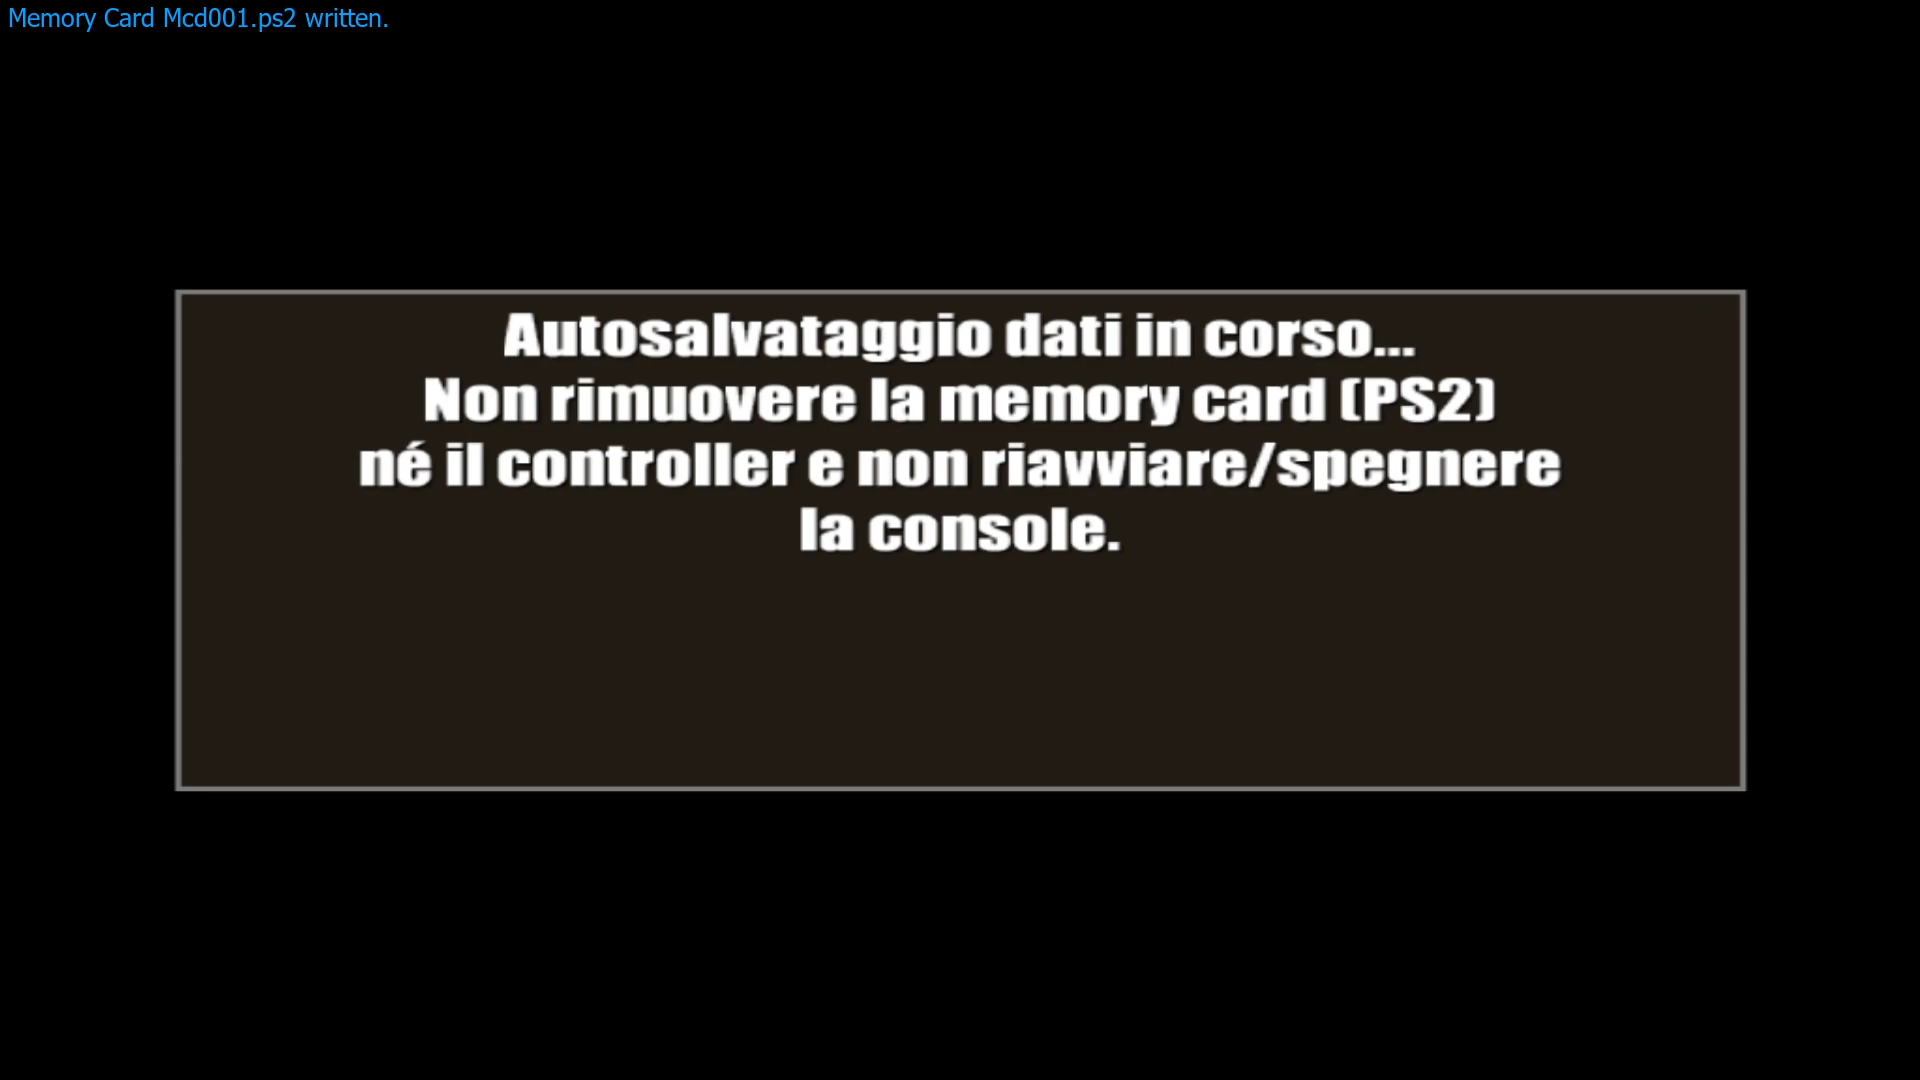 Memory Card Mcd001.ps2 written.
Autosalvataggio dati in corso...
Non rimuovere la memory card (PS2)
né il controller e non riavviare/spegnere
la console.